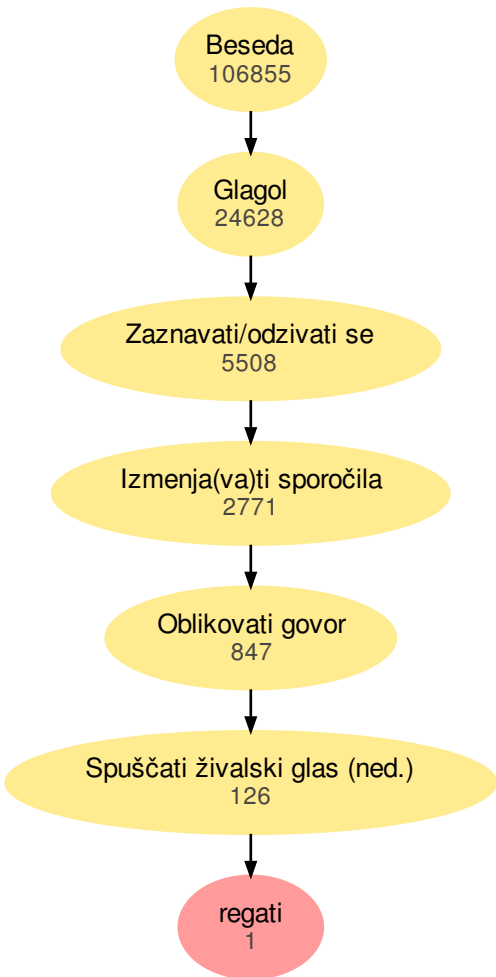 Beseda
106855
Glagol
24628
Zaznavati/odzivati se
5508
Izmenja(va)ti sporočila
2771
Oblikovati govor
847
Spuščati živalski glas (ned.)
126
regati
1